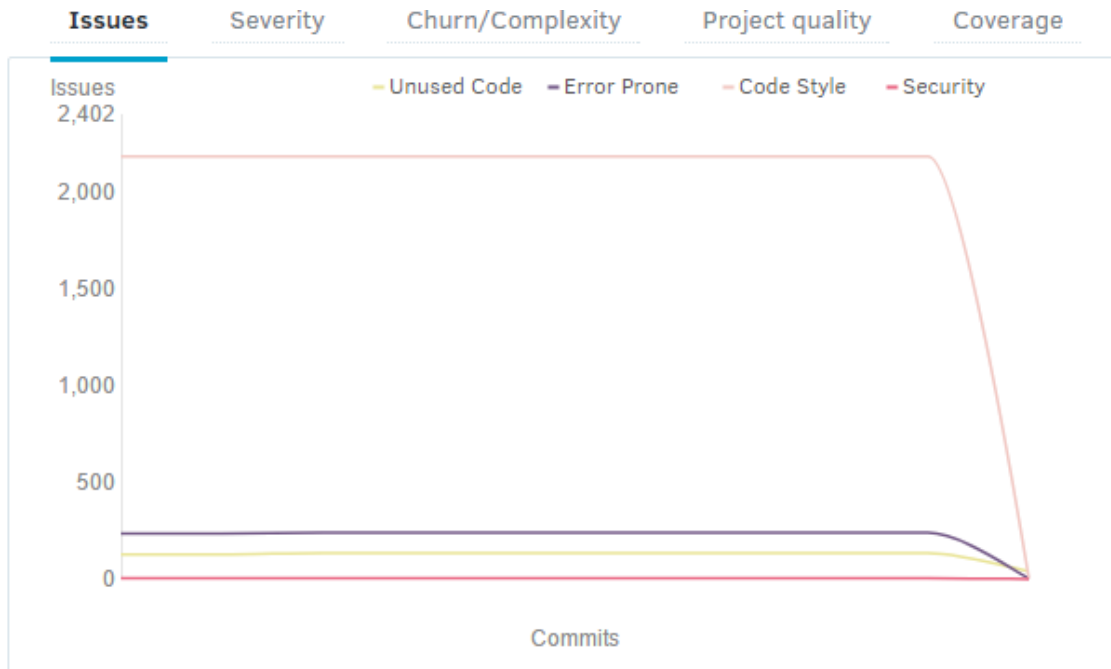 Issues Severity Churn/Complexity Project quality Coverage
Issues
Unused Code Error Prone Code Style Security
2,402
2,000
1,500
1,000
500
0
Commits